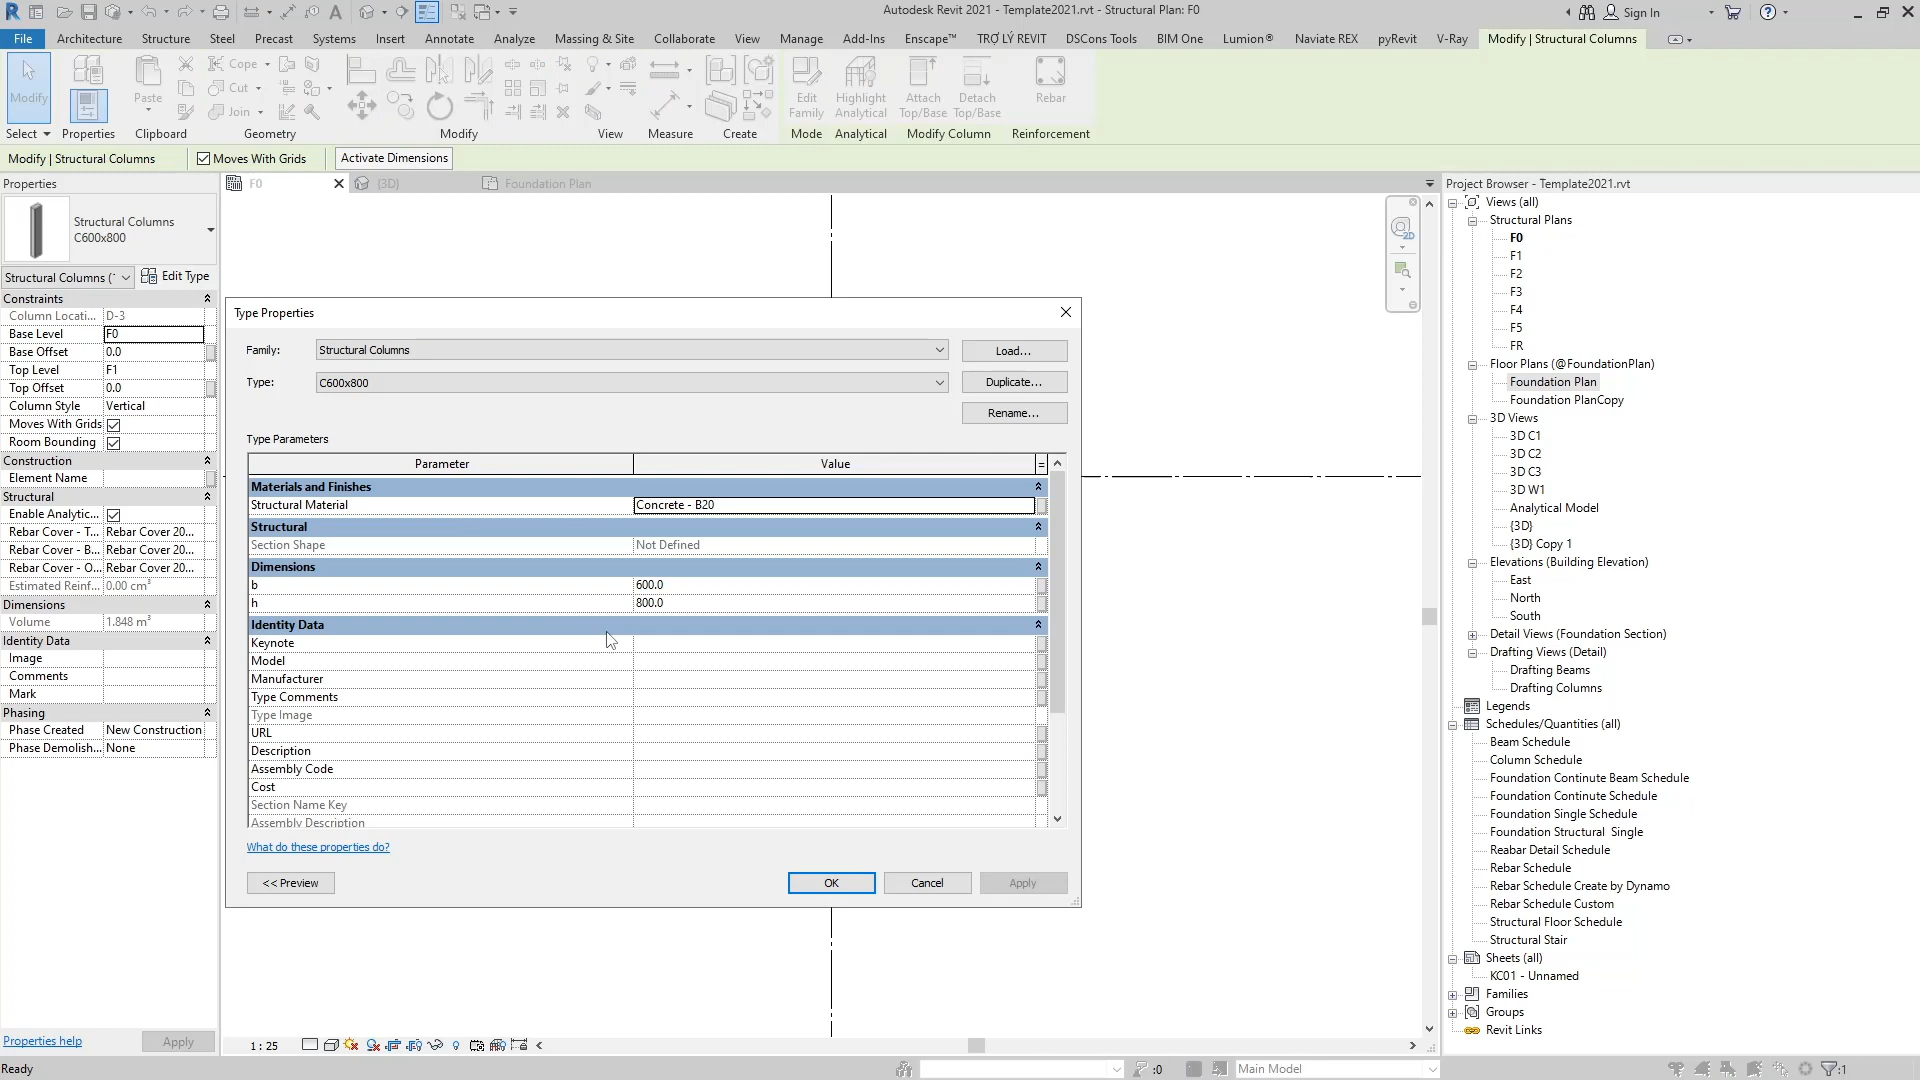 Autodesk Revit 2021 - Template2021.rvt - Structural Plan: F0
Sign In
File Architecture Structure Steel Precast Systems Insert Annotate Analyze Massing & Site Collaborate View Manage Add-Ins Enscape™ TRỢ LÝ REVIT DSCons Tools BIM One Lumion® Naviate REX pyRevit V-Ray Modify | Structural Columns
Modify
Paste
Cope
Cut
Join
Edit
Family
Highlight
Analytical
Attach
Top/Base
Detach
Top/Base
Rebar
Select Properties Clipboard Geometry Modify View Measure Create Mode Analytical Modify Column Reinforcement
Modify | Structural Columns Moves With Grids Activate Dimensions
Properties
Structural Columns
C600x800
Structural Columns (
Edit Type
Constraints
Column Locati... D-3
Base Level F0
Base Offset 0.0
Top Level F1
Top Offset 0.0
Column Style Vertical
Moves With Grids
Room Bounding
Construction
Element Name
Structural
Enable Analytic...
Rebar Cover - T... Rebar Cover 20...
Rebar Cover - B... Rebar Cover 20...
Rebar Cover - O... Rebar Cover 20...
Estimated Reinf... 0.00 cm³
Dimensions
Volume 1.848 m³
Identity Data
Image
Comments
Mark
Phasing
Phase Created New Construction
Phase Demolish... None
Properties help Apply
F0 {3D} Foundation Plan
2D
Type Properties
Family: Structural Columns Load...
Type: C600x800 Duplicate...
Rename...
Type Parameters
Parameter Value =
Materials and Finishes
Structural Material Concrete - B20
Structural
Section Shape Not Defined
Dimensions
b 600.0
h 800.0
Identity Data
Keynote
Model
Manufacturer
Type Comments
Type Image
URL
Description
Assembly Code
Cost
Section Name Key
Assembly Description
What do these properties do?
<< Preview OK Cancel Apply
1 : 25
Project Browser - Template2021.rvt
Views (all)
Structural Plans
F0
F1
F2
F3
F4
F5
FR
Floor Plans (@FoundationPlan)
Foundation Plan
Foundation PlanCopy
3D Views
3D C1
3D C2
3D C3
3D W1
Analytical Model
{3D}
{3D} Copy 1
Elevations (Building Elevation)
East
North
South
Detail Views (Foundation Section)
Drafting Views (Detail)
Drafting Beams
Drafting Columns
Legends
Schedules/Quantities (all)
Beam Schedule
Column Schedule
Foundation Continute Beam Schedule
Foundation Continute Schedule
Foundation Single Schedule
Foundation Structural Single
Reabar Detail Schedule
Rebar Schedule
Rebar Schedule Create by Dynamo
Rebar Schedule Custom
Structural Floor Schedule
Structural Stair
Sheets (all)
KC01 - Unnamed
Families
Groups
Revit Links
Ready :0 Main Model :1